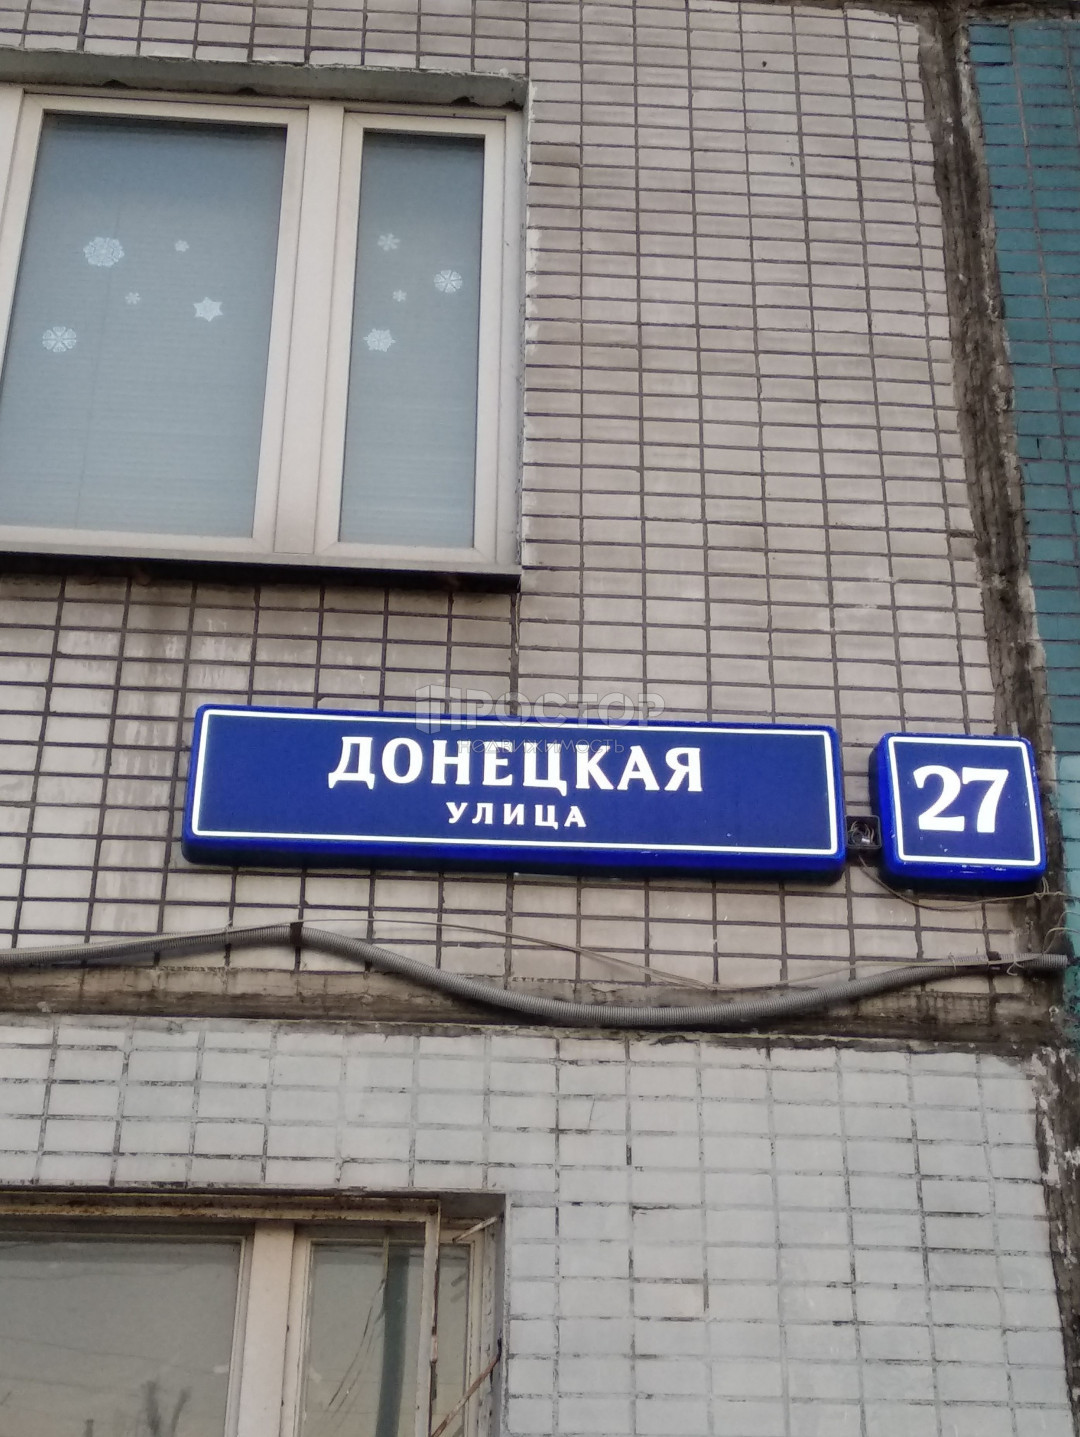 ПРОСТОР
НЕДВИЖИМОСТЬ
ДОНЕЦКАЯ
УЛИЦА
27